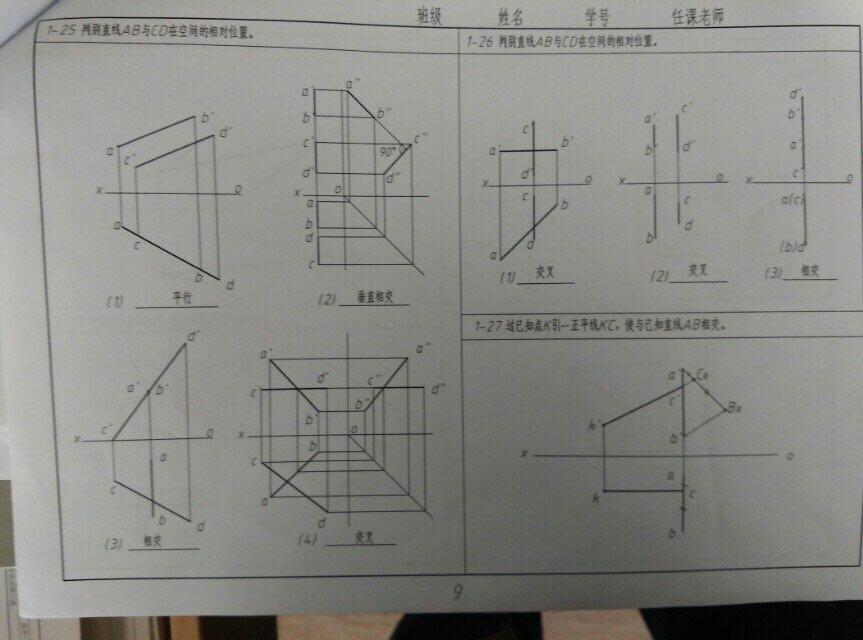 班级 姓名 学号 任课老师
1-25 判别直线AB与CD在空间的相对位置。
a' b' c' d'
x o
a c b d
(1) 平行
a' a"
b' b"
c' c"
90°
d' d"
x o
a
b
d
c
(2) 垂直相交
d'
a' b'
c'
x o
a
c
b d
(3) 相交
a' a"
c' d' c" d"
b' b"
x o
b
c
a
d
(4) 交叉
1-26 判别直线AB与CD在空间的相对位置。
c'
a' b'
d'
x o
c
b
a d
(1) 交叉
a' c'
b' d'
x o
a c
b d
(2) 交叉
d'
b'
a'
c'
x o
a(c)
(b)d
(3) 相交
1-27 过已知点K引一正平线KC，使与已知直线AB相交。
a' C₀
c'
B₀
k'
b'
x o
a
k c
b
9